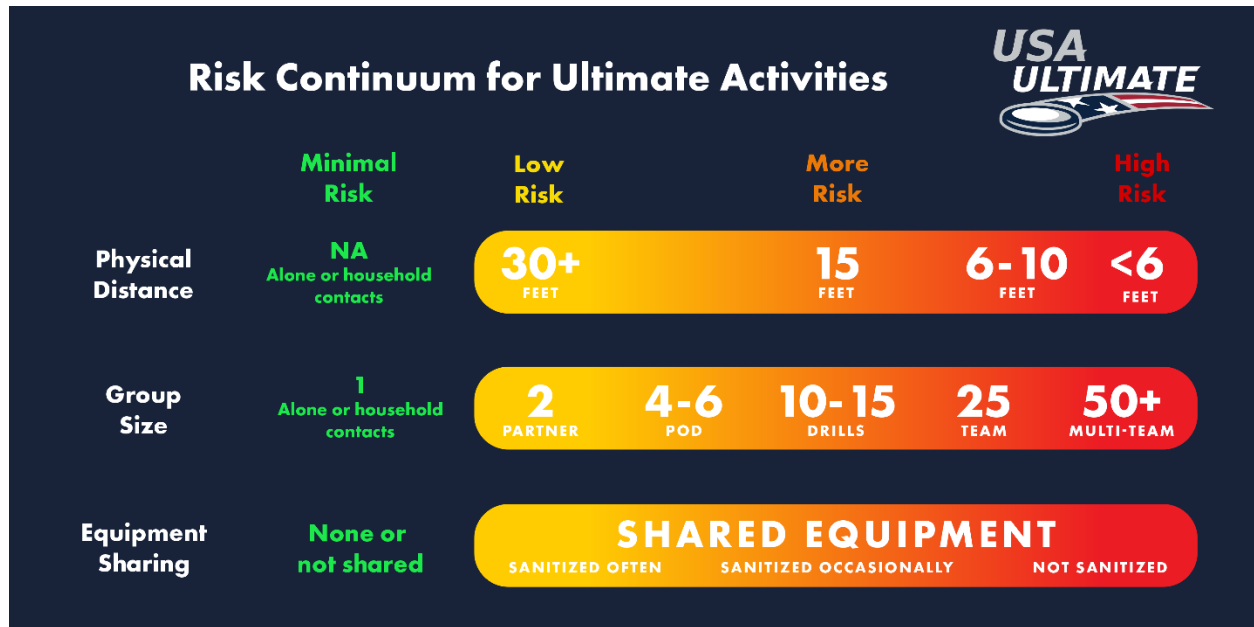 Risk Continuum for Ultimate Activities
USA
ULTIMATE
Minimal
Risk
Low
Risk
More
Risk
High
Risk
Physical
Distance
NA
Alone or household
contacts
30+
FEET
15
FEET
6-10
FEET
<6
FEET
Group
Size
1
Alone or household
contacts
2
PARTNER
4-6
POD
10-15
DRILLS
25
TEAM
50+
MULTI-TEAM
Equipment
Sharing
None or
not shared
SHARED EQUIPMENT
SANITIZED OFTEN
SANITIZED OCCASIONALLY
NOT SANITIZED